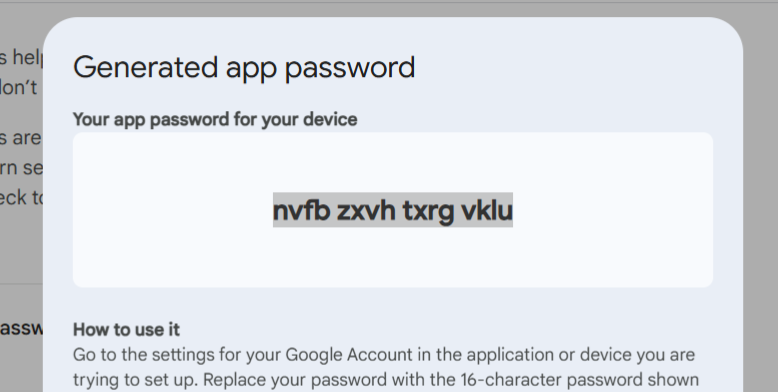 Generated app password
s help
Your app password for your device
don't
s are
rn se
nvfb zxvh txrg vklu
eck to
assw
How to use it
Go to the settings for your Google Account in the application or device you are
trying to set up. Replace your password with the 16-character password shown